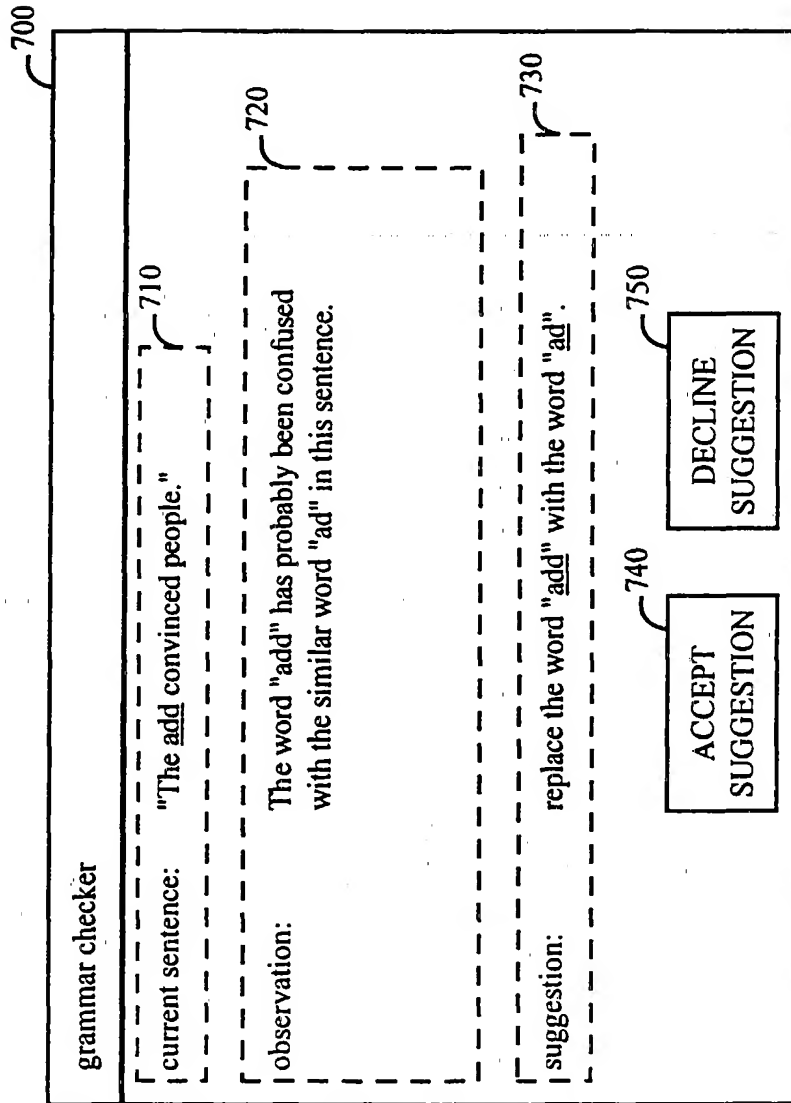 700
grammar checker
710
current sentence: "The add convinced people."
720
observation: The word "add" has probably been confused
with the similar word "ad" in this sentence.
730
suggestion: replace the word "add" with the word "ad".
740
ACCEPT
SUGGESTION
750
DECLINE
SUGGESTION